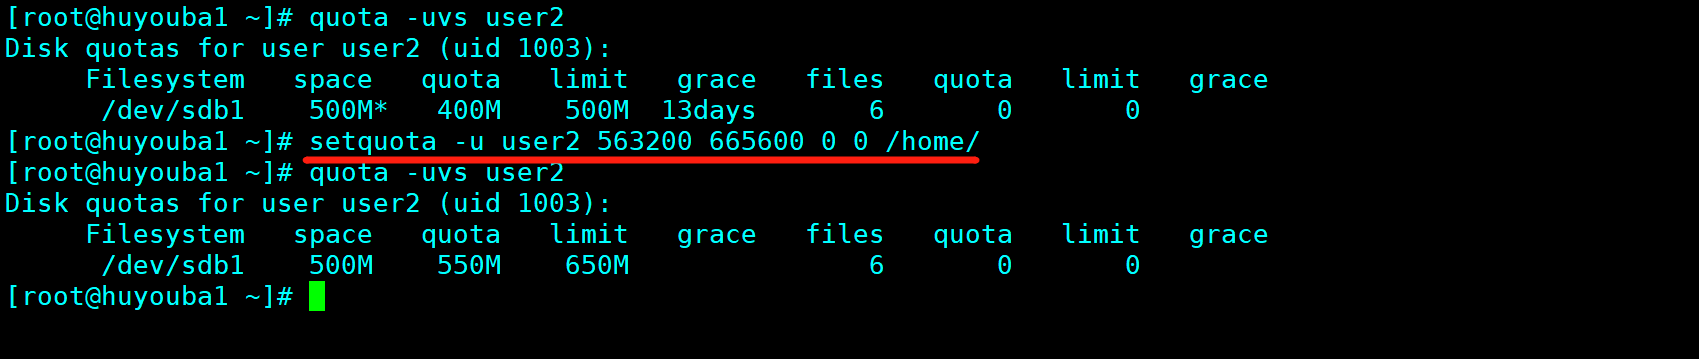 [root@huyouba1 ~]# quota -uvs user2
Disk quotas for user user2 (uid 1003):
     Filesystem   space   quota   limit   grace   files   quota   limit   grace
      /dev/sdb1    500M*   400M    500M  13days       6       0       0
[root@huyouba1 ~]# setquota -u user2 563200 665600 0 0 /home/
[root@huyouba1 ~]# quota -uvs user2
Disk quotas for user user2 (uid 1003):
     Filesystem   space   quota   limit   grace   files   quota   limit   grace
      /dev/sdb1    500M    550M    650M               6       0       0
[root@huyouba1 ~]#